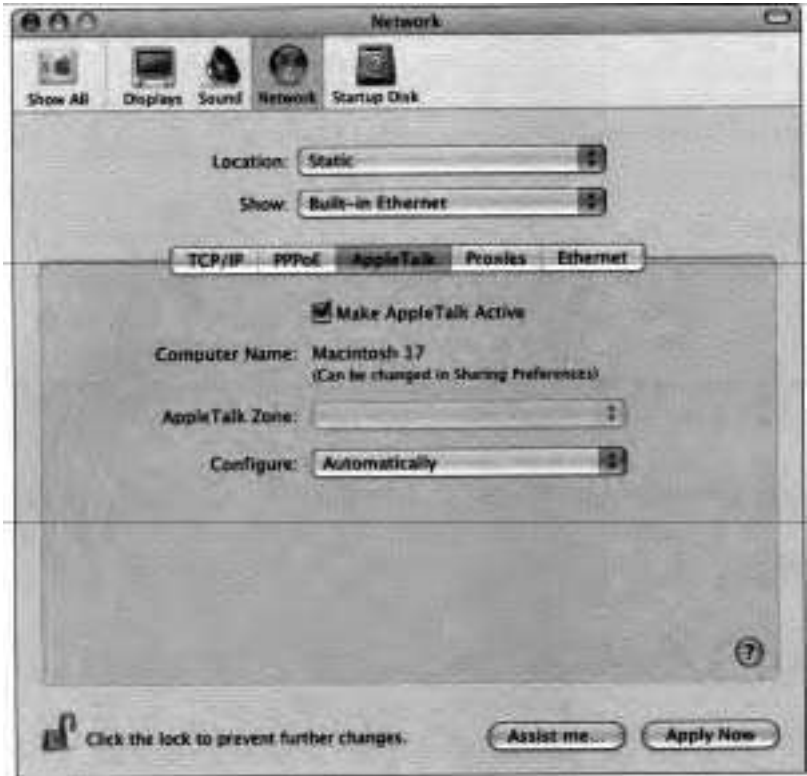 Network
Show All
Displays
Sound
Network
Startup Disk
Location: Static
Show: Built-in Ethernet
TCP/IP
PPPoE
AppleTalk
Proxies
Ethernet
Make AppleTalk Active
Computer Name: Macintosh 17
(Can be changed in Sharing Preferences)
AppleTalk Zone:
Configure: Automatically
?
Click the lock to prevent further changes.
Assist me...
Apply Now